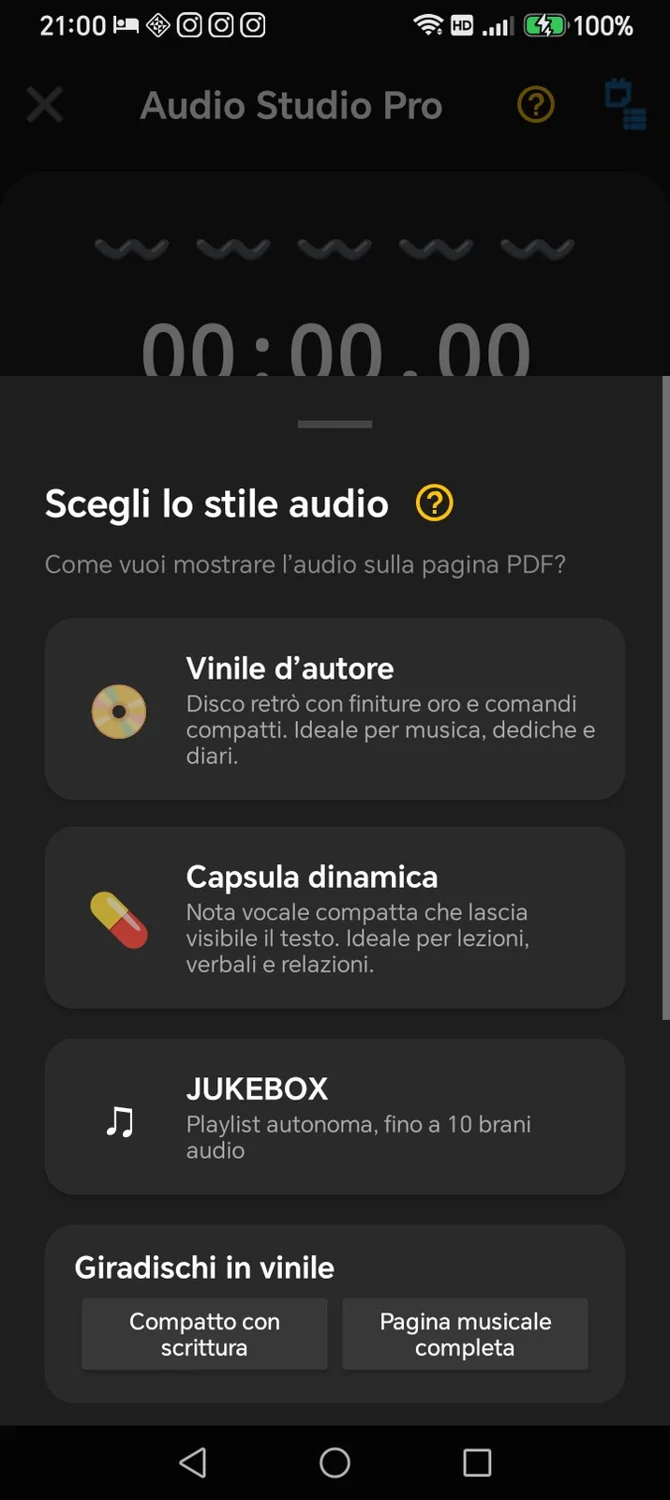 21:00 HD 100%
Audio Studio Pro ?
00:00.00
Scegli lo stile audio ?
Come vuoi mostrare l’audio sulla pagina PDF?
Vinile d’autore
Disco retrò con finiture oro e comandi
compatti. Ideale per musica, dediche e
diari.
Capsula dinamica
Nota vocale compatta che lascia
visibile il testo. Ideale per lezioni,
verbali e relazioni.
JUKEBOX
Playlist autonoma, fino a 10 brani
audio
Giradischi in vinile
Compatto con
scrittura
Pagina musicale
completa